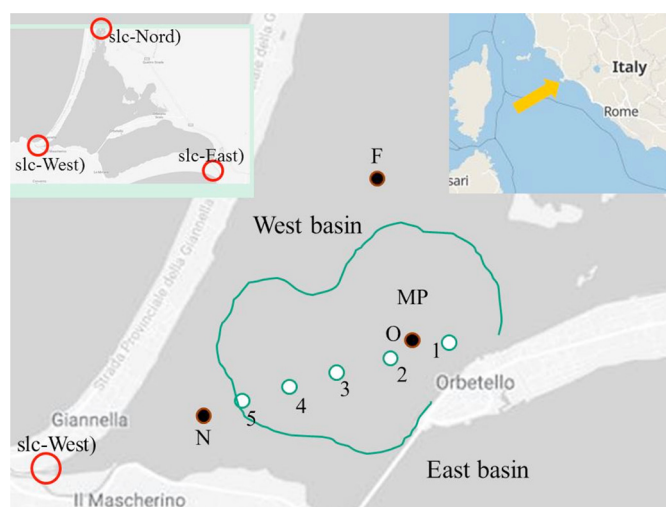 slc-Nord)
slc-West)
slc-East)
Italy
Rome
sari
Strada Provinciale della Giannella
F
West basin
MP
O
1
2
3
4
5
Orbetello
N
Giannella
slc-West)
East basin
Il Mascherino